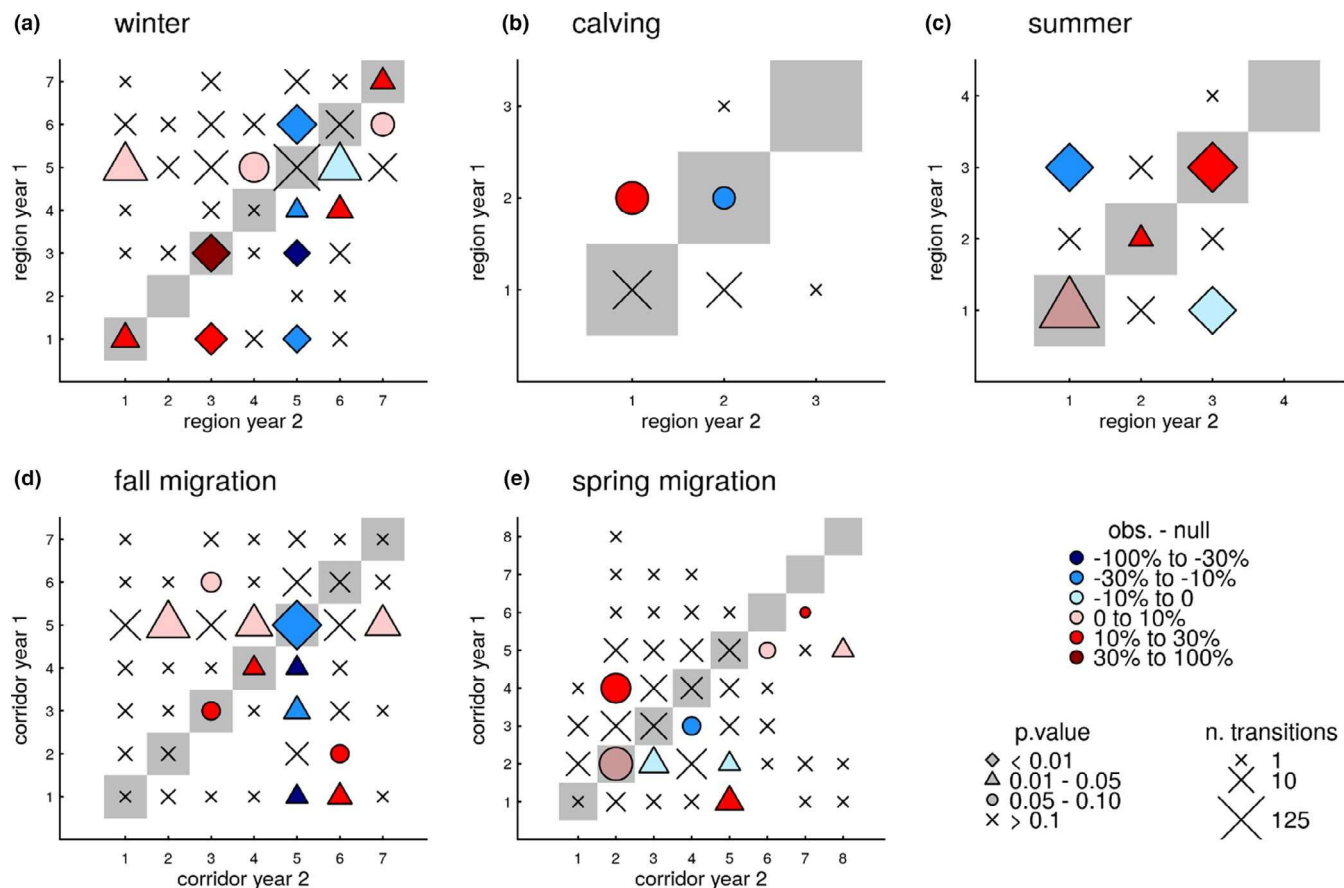 (a) winter
7
6
5
4
3
2
1
region year 1
1 2 3 4 5 6 7
region year 2
(b) calving
3
2
1
region year 1
1 2 3
region year 2
(c) summer
4
3
2
1
region year 1
1 2 3 4
region year 2
(d) fall migration
7
6
5
4
3
2
1
corridor year 1
1 2 3 4 5 6 7
corridor year 2
(e) spring migration
8
7
6
5
4
3
2
1
corridor year 1
1 2 3 4 5 6 7 8
corridor year 2
obs. - null
-100% to -30%
-30% to -10%
-10% to 0
0 to 10%
10% to 30%
30% to 100%
p.value
< 0.01
0.01 - 0.05
0.05 - 0.10
> 0.1
n. transitions
1
10
125